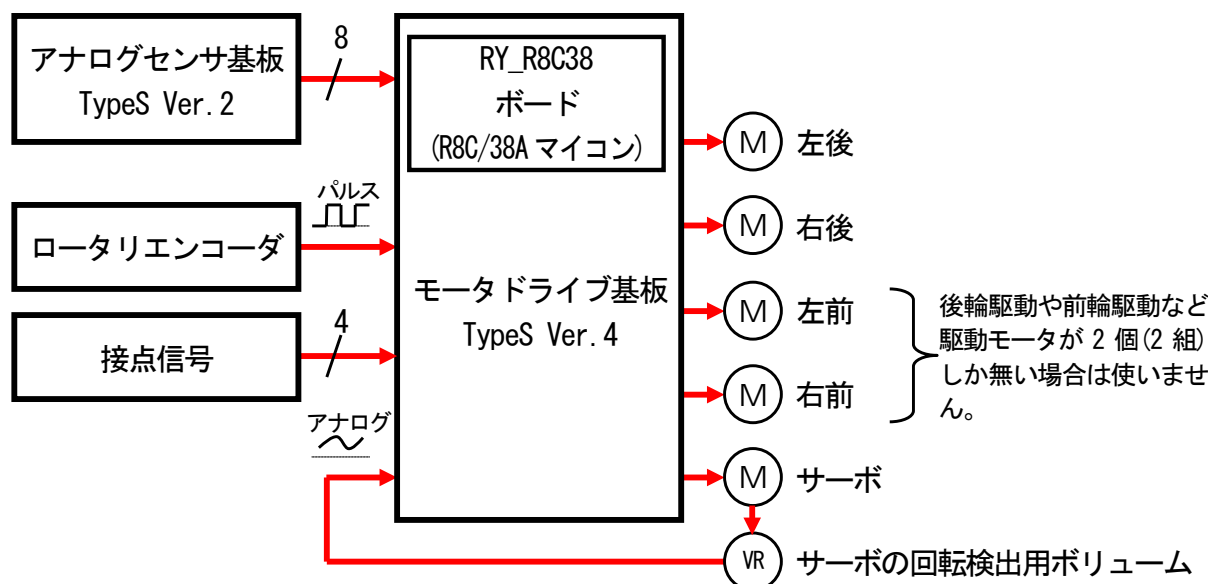 アナログセンサ基板
TypeS Ver.2
8
RY_R8C38
ボード
(R8C/38A マイコン)
M 左後
パルス
ロータリエンコーダ
M 右後
モータドライブ基板
TypeS Ver.4
M 左前
後輪駆動や前輪駆動など
駆動モータが 2 個(2 組)
しか無い場合は使いませ
ん。
4
接点信号
M 右前
アナログ
M サーボ
VR サーボの回転検出用ボリューム